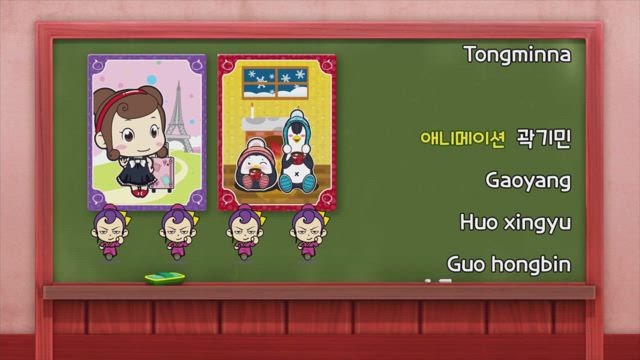 Tongminna
애니메이션 곽기민
Gaoyang
Huo xingyu
Guo hongbin